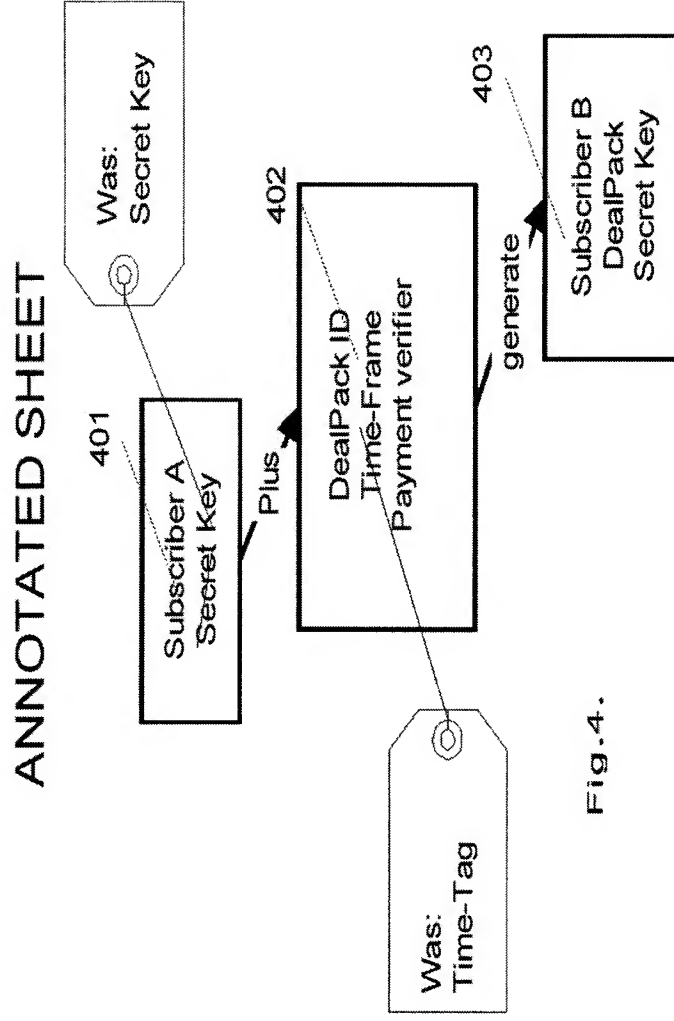 ANNOTATED SHEET
Was:
Secret Key
401
Subscriber A
Secret Key
Plus
402
DealPack ID
Time-Frame
Payment verifier
Was:
Time-Tag
generate
403
Subscriber B
DealPack
Secret Key
Fig.4.